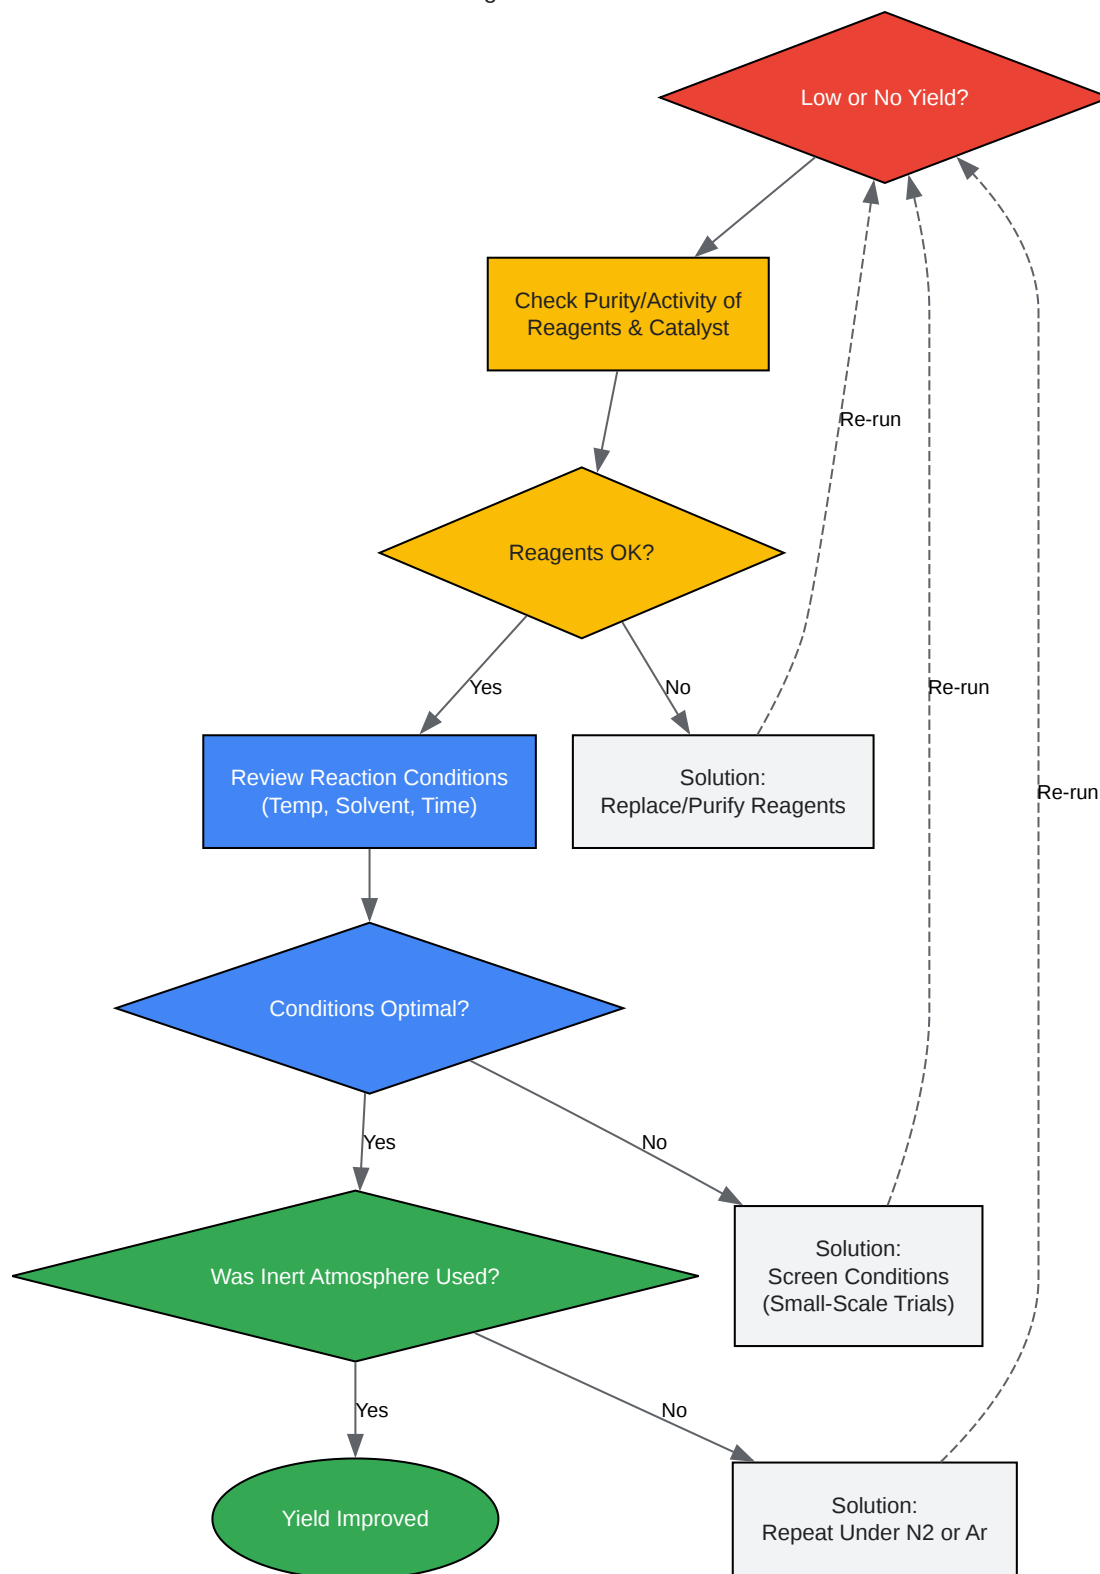 Low or No Yield?
Check Purity/Activity of
Reagents & Catalyst
Re-run
Reagents OK?
Yes
No
Re-run
Review Reaction Conditions
(Temp, Solvent, Time)
Solution:
Replace/Purify Reagents
Re-run
Conditions Optimal?
Yes
No
Solution:
Screen Conditions
(Small-Scale Trials)
Was Inert Atmosphere Used?
Yes
No
Yield Improved
Solution:
Repeat Under N2 or Ar